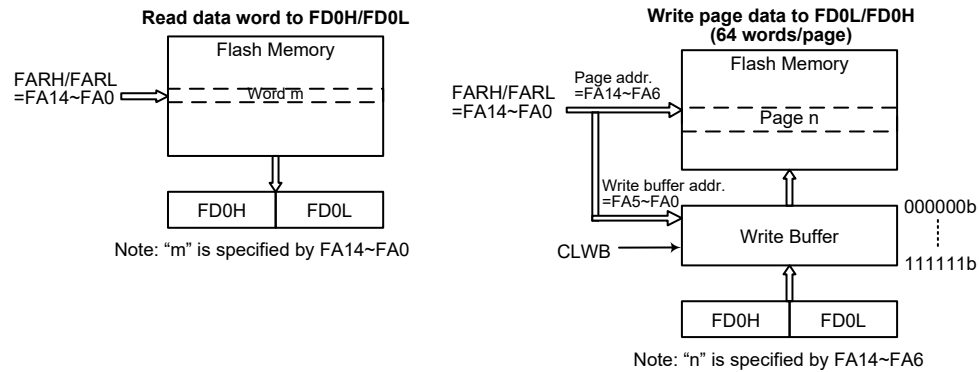 Read data word to FD0H/FD0L
Flash Memory
FARH/FARL
=FA14~FA0
Word m
FD0H
FD0L
Note: “m” is specified by FA14~FA0
Write page data to FD0L/FD0H
(64 words/page)
Flash Memory
FARH/FARL
=FA14~FA0
Page addr.
=FA14~FA6
Page n
Write buffer addr.
=FA5~FA0
CLWB
Write Buffer
000000b
111111b
FD0H
FD0L
Note: “n” is specified by FA14~FA6